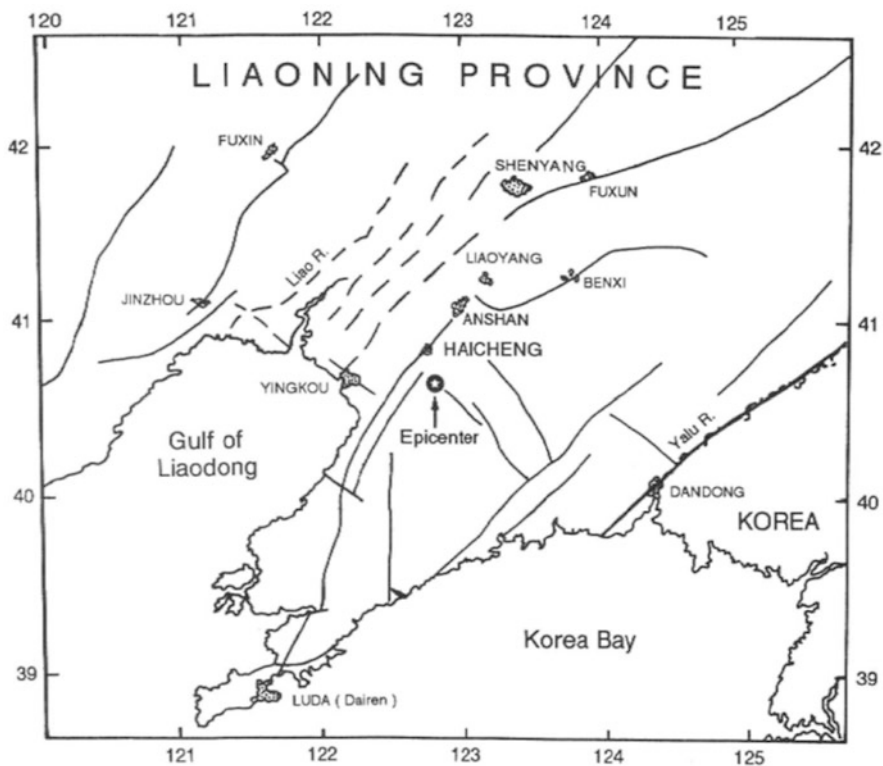 120 121 122 123 124 125
LIAONING PROVINCE
FUXIN
42
42
SHENYANG
FUXUN
Liao R.
LIAOYANG
BENXI
JINZHOU
41
ANSHAN
41
HAICHENG
YINGKOU
Epicenter
Yalu R.
Gulf of
Liaodong
40
DANDONG
40
KOREA
Korea Bay
39
39
LUDA ( Dairen )
121 122 123 124 125